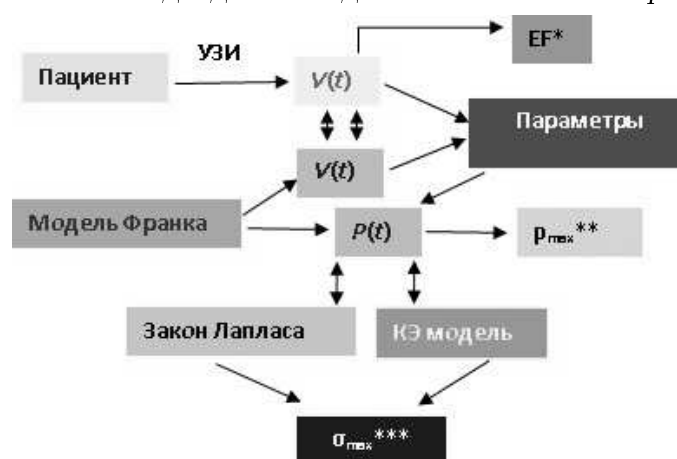 EF*
УЗИ
Пациент
V(t)
Параметры
V(t)
Модель Франка
P(t)
pmax**
Закон Лапласа
КЭ модель
σmax***